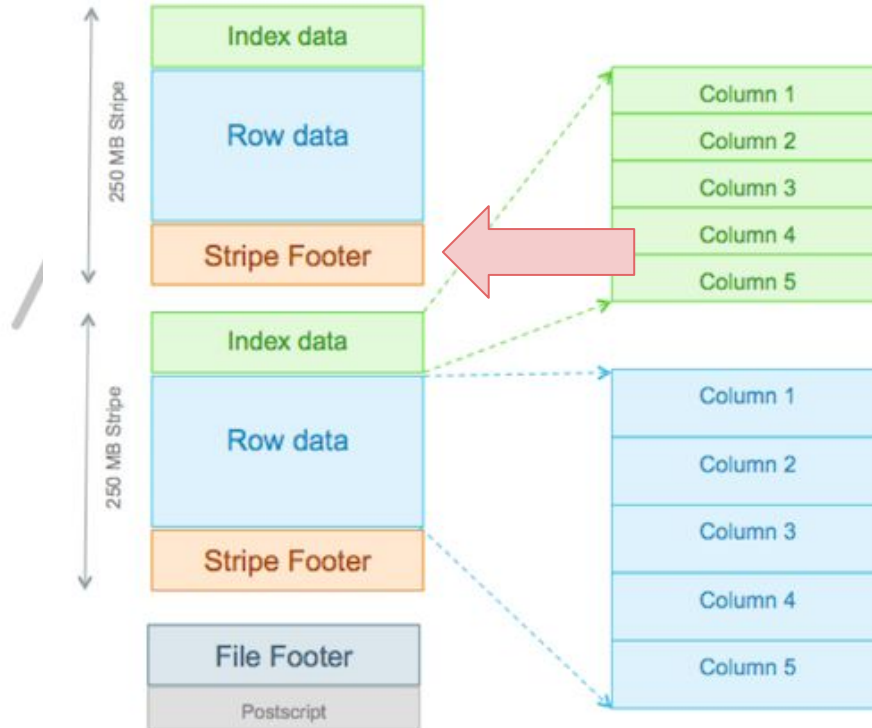 250 MB Stripe
Index data
Row data
Stripe Footer
250 MB Stripe
Index data
Row data
Stripe Footer
File Footer
Postscript
Column 1
Column 2
Column 3
Column 4
Column 5
Column 1
Column 2
Column 3
Column 4
Column 5